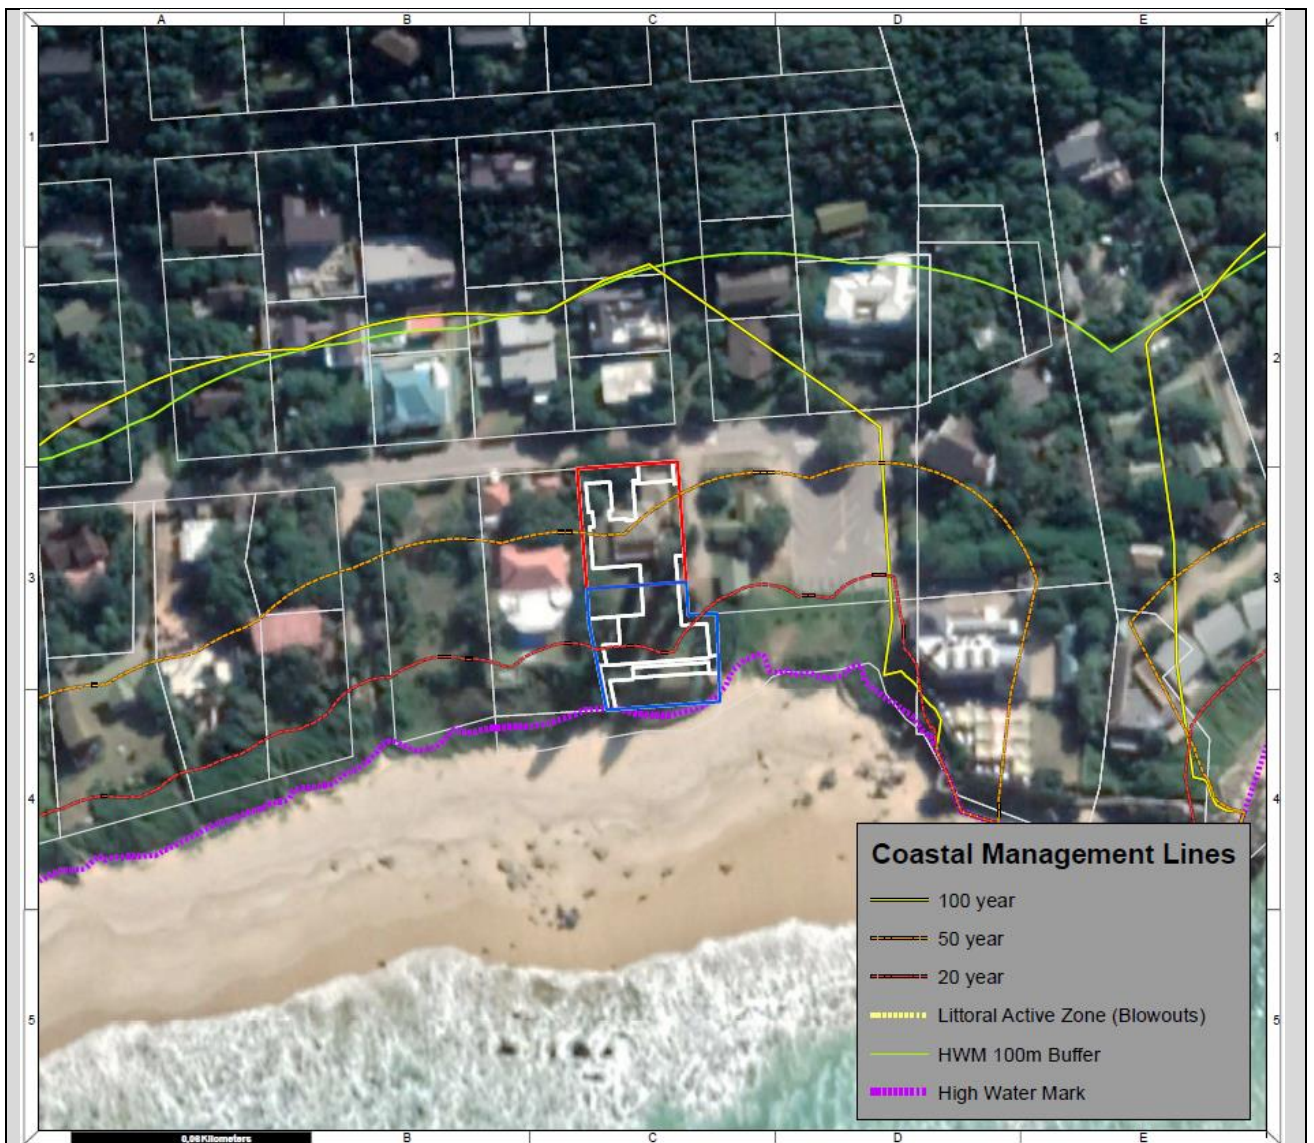 A B C D E
1 1
2 2
3 3
4 4
5 5
Coastal Management Lines
100 year
50 year
20 year
Littoral Active Zone (Blowouts)
HWM 100m Buffer
High Water Mark
0,06 Kilometers
B C D E